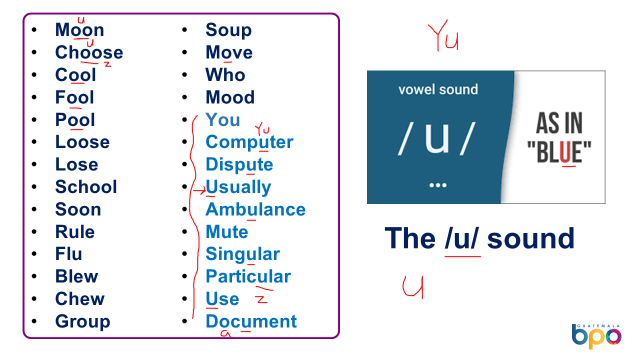 • Moon
u
• Choose
u
z
• Cool
• Fool
• Pool
• Loose
• Lose
• School
• Soon
• Rule
• Flu
• Blew
• Chew
• Group
• Soup
• Move
• Who
• Mood
• You
• Computer
Yu
• Dispute
• Usually
• Ambulance
• Mute
• Singular
• Particular
• Use
z
• Document
a
Yu
vowel sound
/ u /
...
AS IN
"BLUE"
The /u/ sound
u
GUATEMALA
bpo